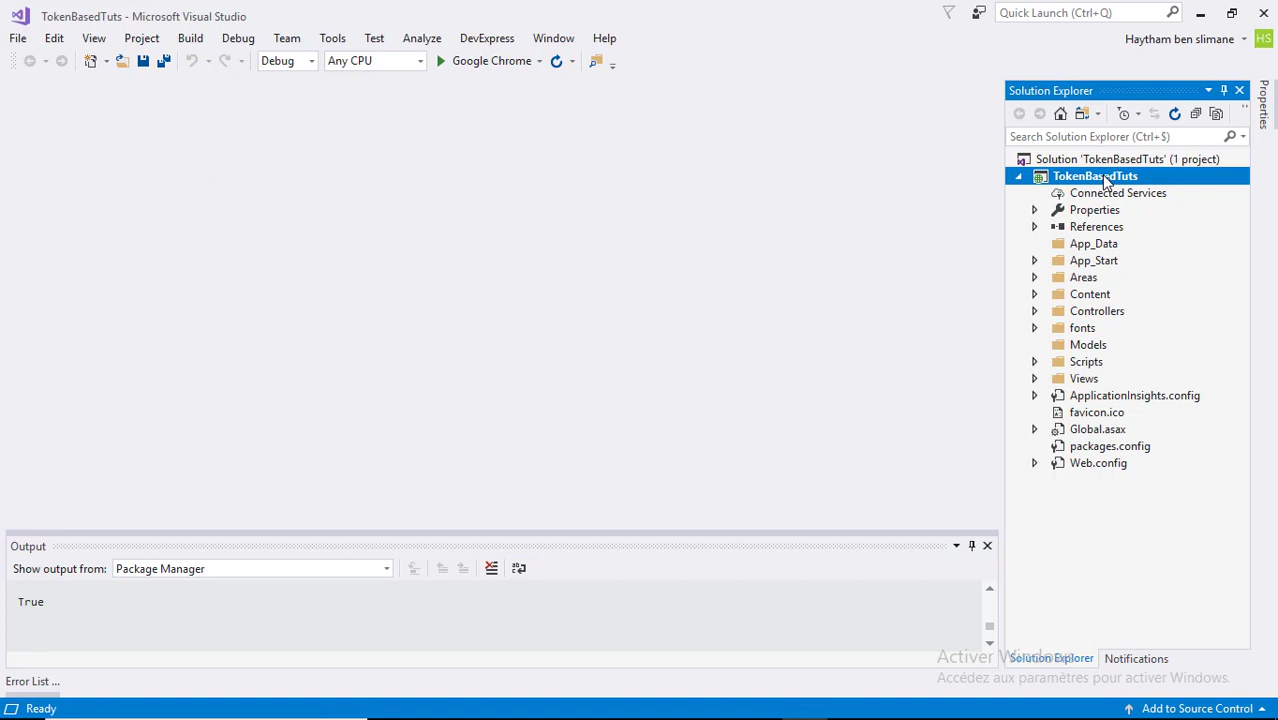 TokenBasedTuts - Microsoft Visual Studio
Quick Launch (Ctrl+Q)
File Edit View Project Build Debug Team Tools Test Analyze DevExpress Window Help
Haytham ben slimane HS
Debug Any CPU Google Chrome
Solution Explorer
Properties
Search Solution Explorer (Ctrl+$)
Solution 'TokenBasedTuts' (1 project)
TokenBasedTuts
Connected Services
Properties
References
App_Data
App_Start
Areas
Content
Controllers
fonts
Models
Scripts
Views
ApplicationInsights.config
favicon.ico
Global.asax
packages.config
Web.config
Output
Show output from: Package Manager
True
Activer Windows
Solution Explorer Notifications
Accédez aux paramètres pour activer Windows.
Error List ...
Ready Add to Source Control